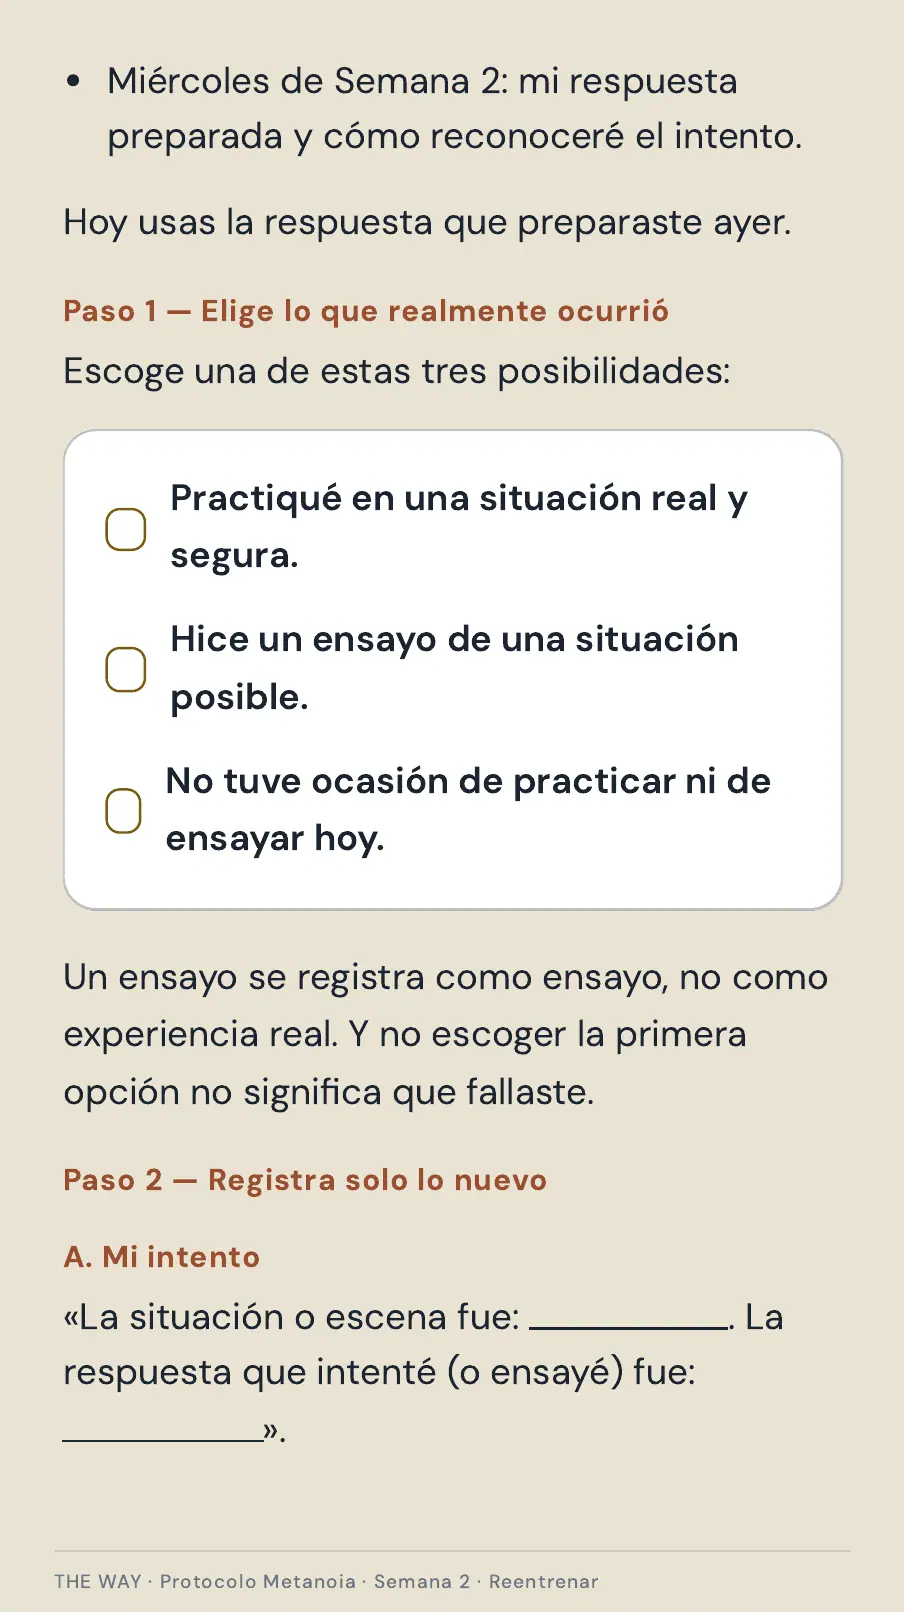 • Miércoles de Semana 2: mi respuesta
preparada y cómo reconoceré el intento.
Hoy usas la respuesta que preparaste ayer.
Paso 1 — Elige lo que realmente ocurrió
Escoge una de estas tres posibilidades:
Practiqué en una situación real y
segura.
Hice un ensayo de una situación
posible.
No tuve ocasión de practicar ni de
ensayar hoy.
Un ensayo se registra como ensayo, no como
experiencia real. Y no escoger la primera
opción no significa que fallaste.
Paso 2 — Registra solo lo nuevo
A. Mi intento
«La situación o escena fue: __________. La
respuesta que intenté (o ensayé) fue:
__________».
THE WAY · Protocolo Metanoia · Semana 2 · Reentrenar